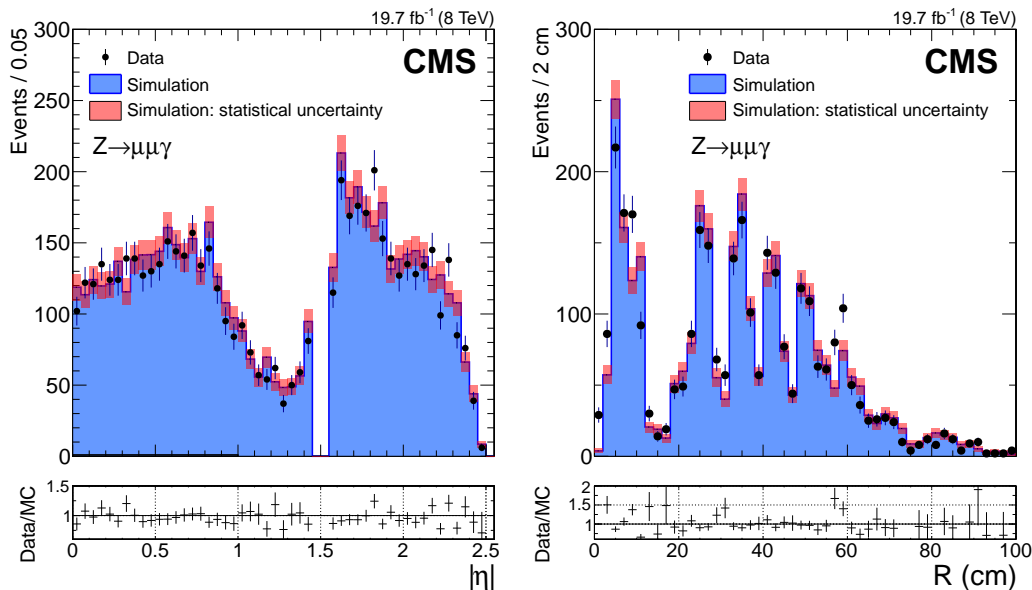 19.7 fb-1 (8 TeV)
Events / 0.05
300
250
200
150
100
50
0
Data
Simulation
Simulation: statistical uncertainty
CMS
Z→μμγ
Data/MC
1.5
1
0 0.5 1 1.5 2 2.5
|η|
19.7 fb-1 (8 TeV)
Events / 2 cm
300
250
200
150
100
50
0
Data
Simulation
Simulation: statistical uncertainty
CMS
Z→μμγ
Data/MC
2
1.5
1
0 20 40 60 80 100
R (cm)